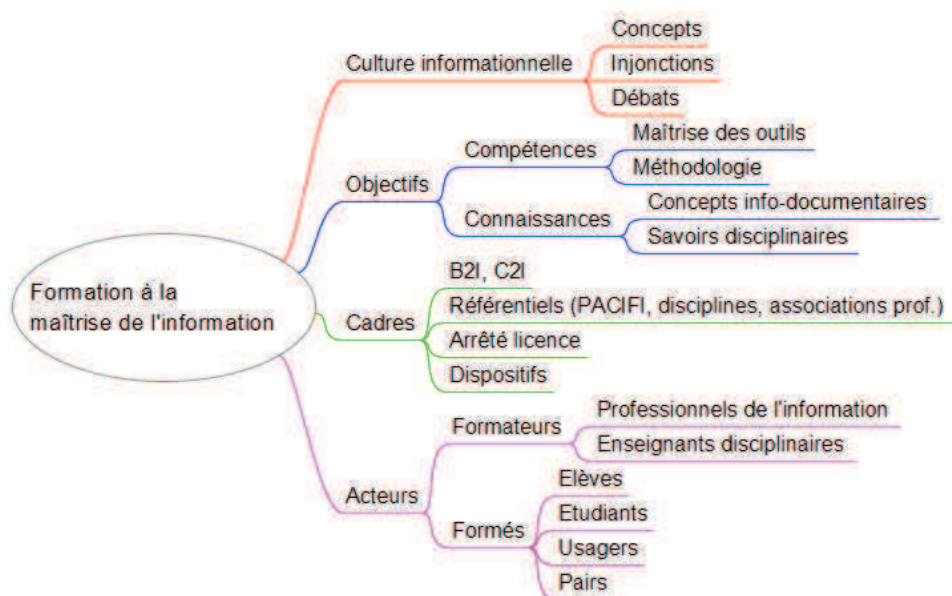 Formation à la
maîtrise de l'information
Culture informationnelle
Concepts
Injonctions
Débats
Objectifs
Compétences
Maîtrise des outils
Méthodologie
Connaissances
Concepts info-documentaires
Savoirs disciplinaires
Cadres
B2I, C2I
Référentiels (PACIFI, disciplines, associations prof.)
Arrêté licence
Dispositifs
Acteurs
Formateurs
Professionnels de l'information
Enseignants disciplinaires
Formés
Elèves
Etudiants
Usagers
Pairs